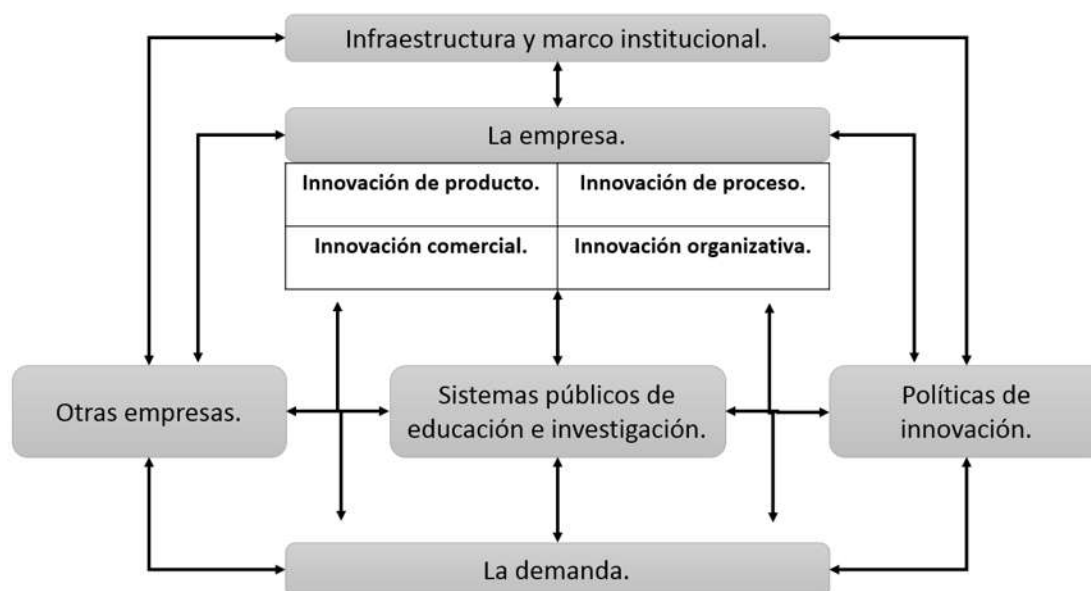 Infraestructura y marco institucional.
La empresa.
Innovación de producto.
Innovación de proceso.
Innovación comercial.
Innovación organizativa.
Otras empresas.
Sistemas públicos de
educación e investigación.
Políticas de
innovación.
La demanda.